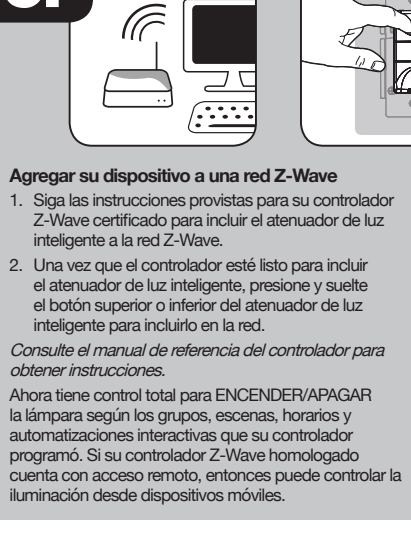 Agregar su dispositivo a una red Z-Wave
1. Siga las instrucciones provistas para su controlador
Z-Wave certificado para incluir el atenuador de luz
inteligente a la red Z-Wave.
2. Una vez que el controlador esté listo para incluir
el atenuador de luz inteligente, presione y suelte
el botón superior o inferior del atenuador de luz
inteligente para incluirlo en la red.
Consulte el manual de referencia del controlador para
obtener instrucciones.
Ahora tiene control total para ENCENDER/APAGAR
la lámpara según los grupos, escenas, horarios y
automatizaciones interactivas que su controlador
programó. Si su controlador Z-Wave homologado
cuenta con acceso remoto, entonces puede controlar la
iluminación desde dispositivos móviles.